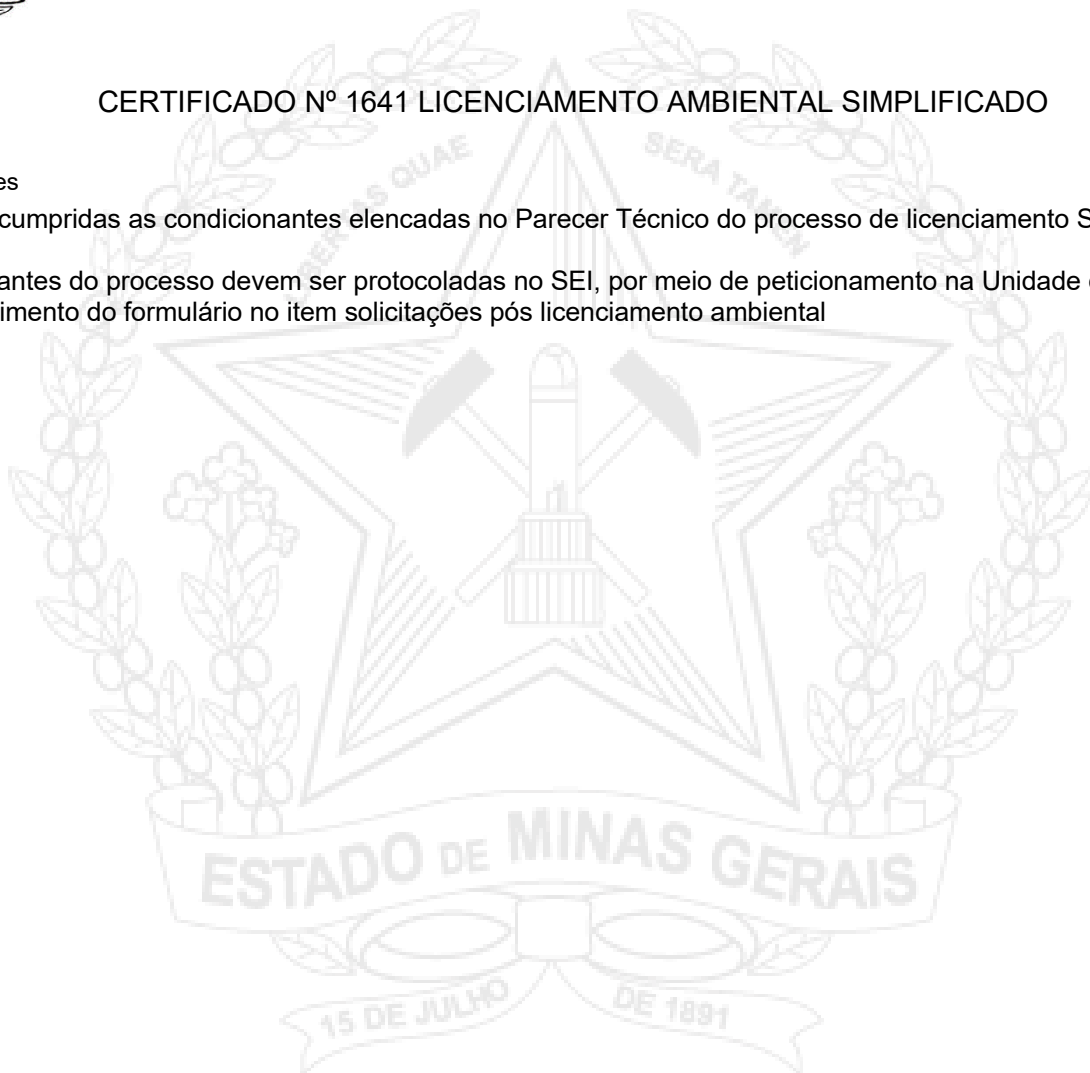 CERTIFICADO Nº 1641 LICENCIAMENTO AMBIENTAL SIMPLIFICADO
es
cumpridas as condicionantes elencadas no Parecer Técnico do processo de licenciamento S
antes do processo devem ser protocoladas no SEI, por meio de peticionamento na Unidade
imento do formulário no item solicitações pós licenciamento ambiental
QUAE SERA TAMEN
ESTADO DE MINAS GERAIS
15 DE JULHO DE 1891